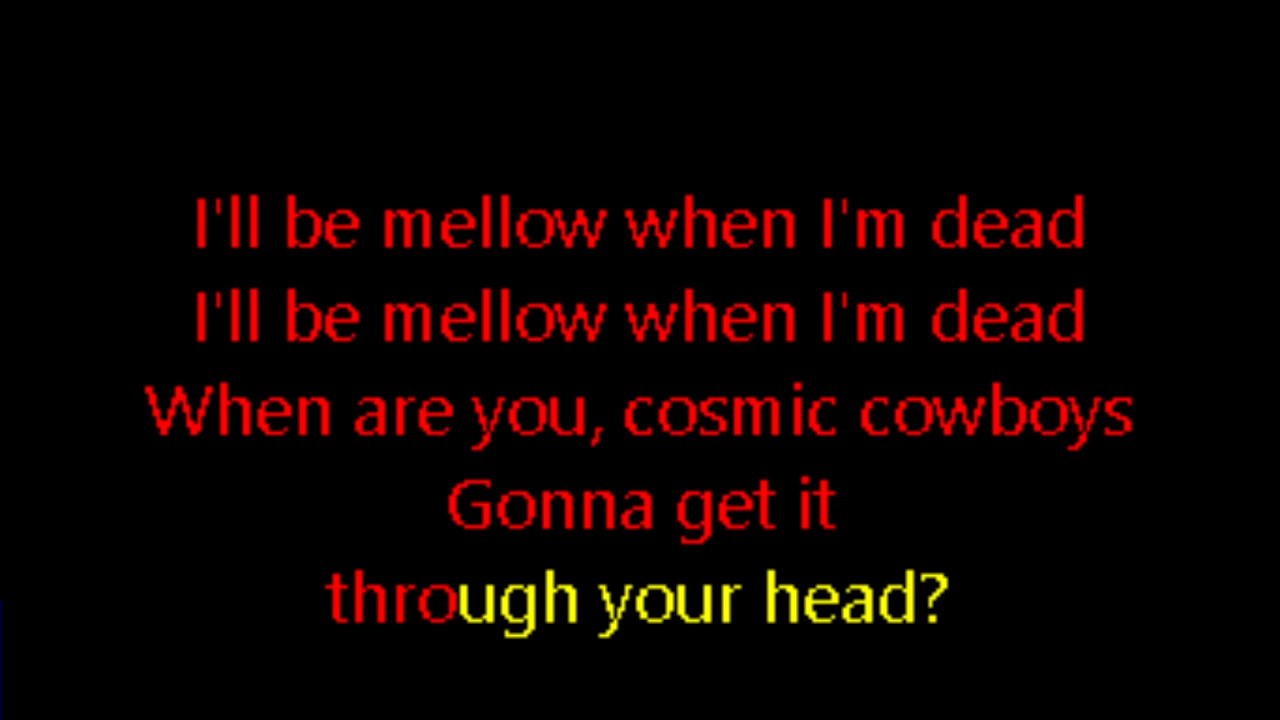 I'll be mellow when I'm dead
I'll be mellow when I'm dead
When are you, cosmic cowboys
Gonna get it
through your head?